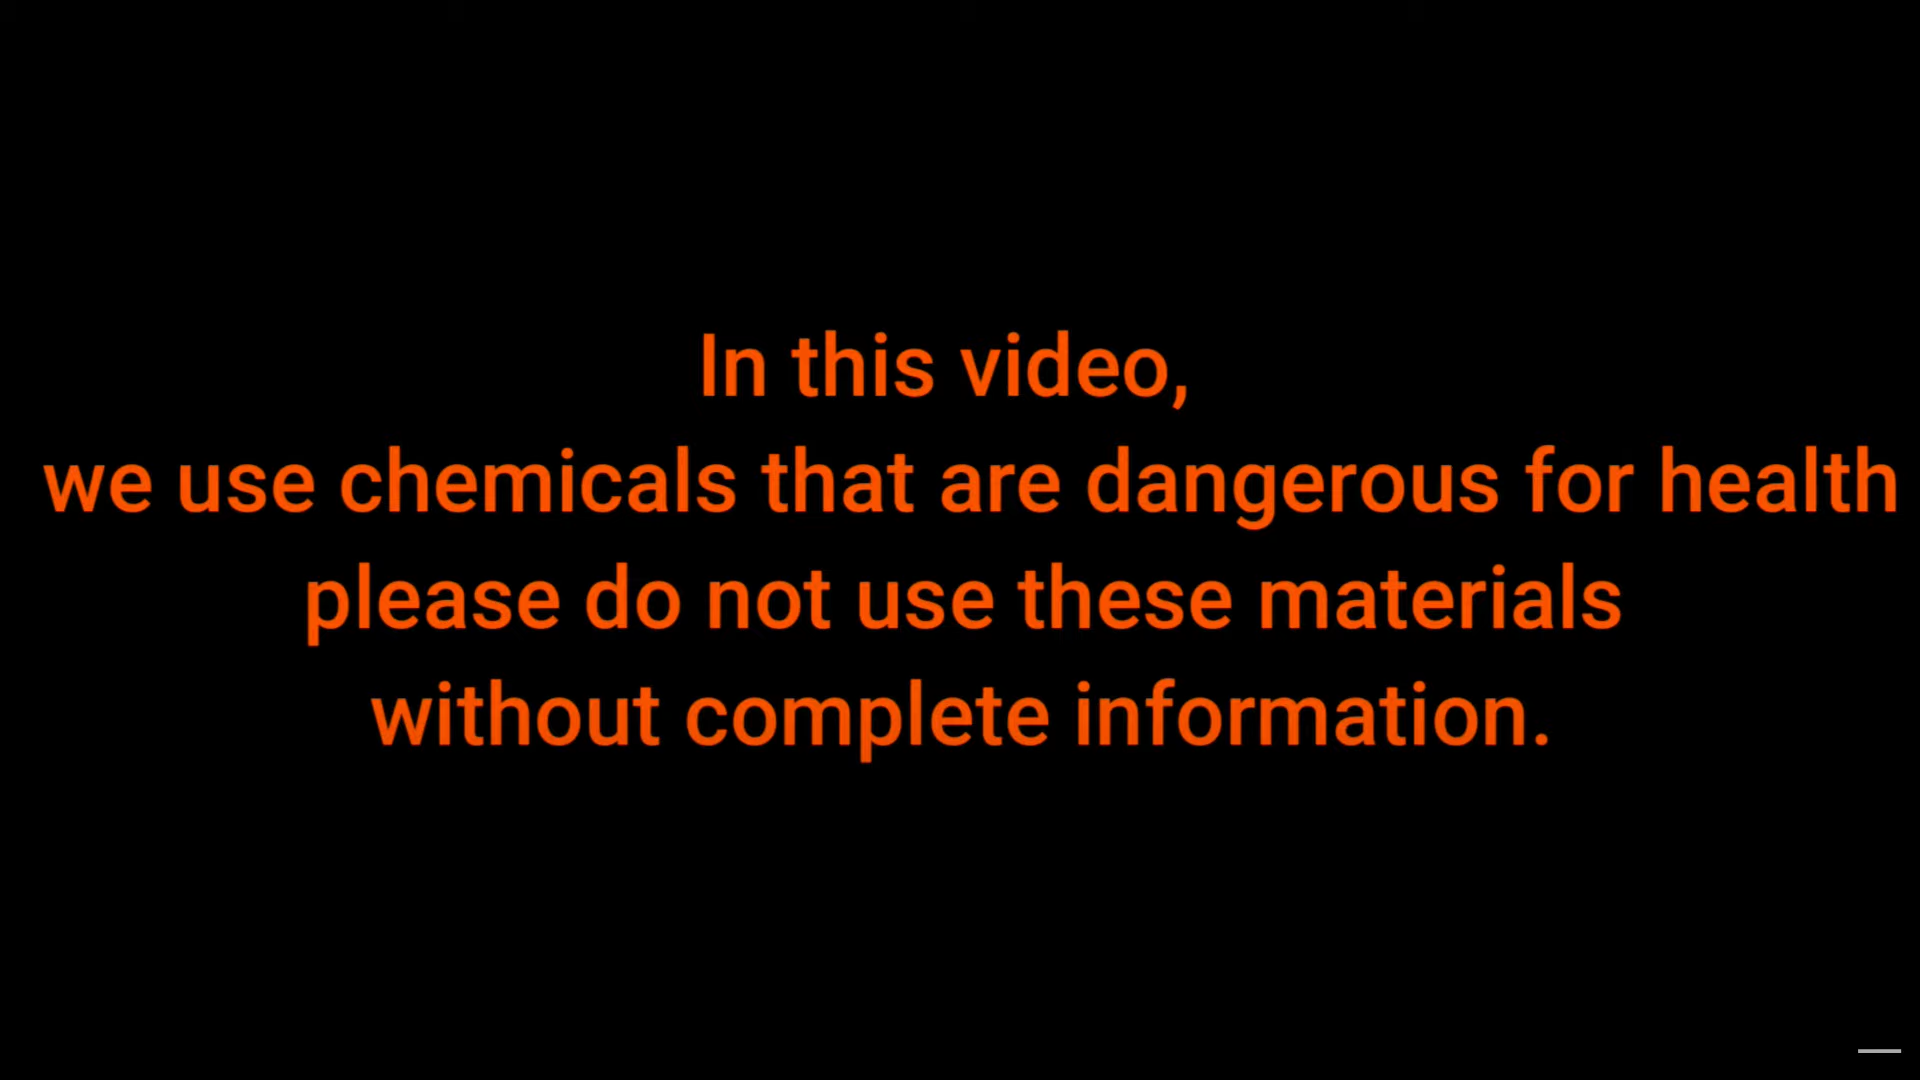 In this video,
we use chemicals that are dangerous for health
please do not use these materials
without complete information.